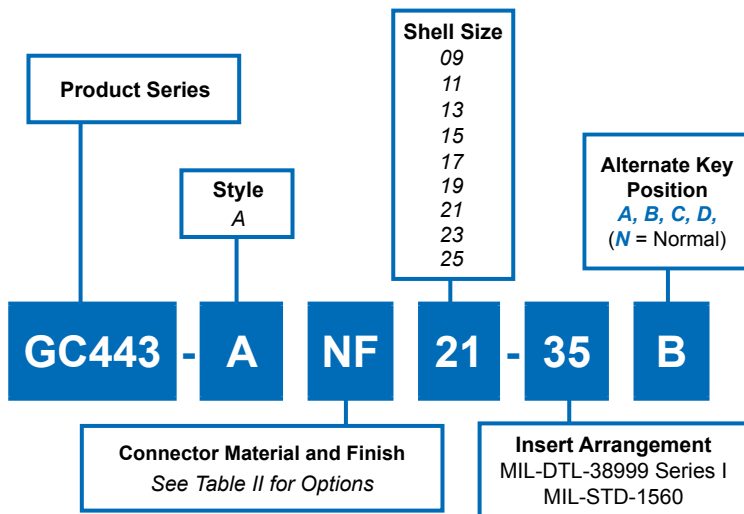 Shell Size
09
11
13
15
17
19
21
23
25
Product Series
Style
A
Alternate Key
Position
A, B, C, D,
(N = Normal)
GC443 - A NF 21 - 35 B
Connector Material and Finish
See Table II for Options
Insert Arrangement
MIL-DTL-38999 Series I
MIL-STD-1560